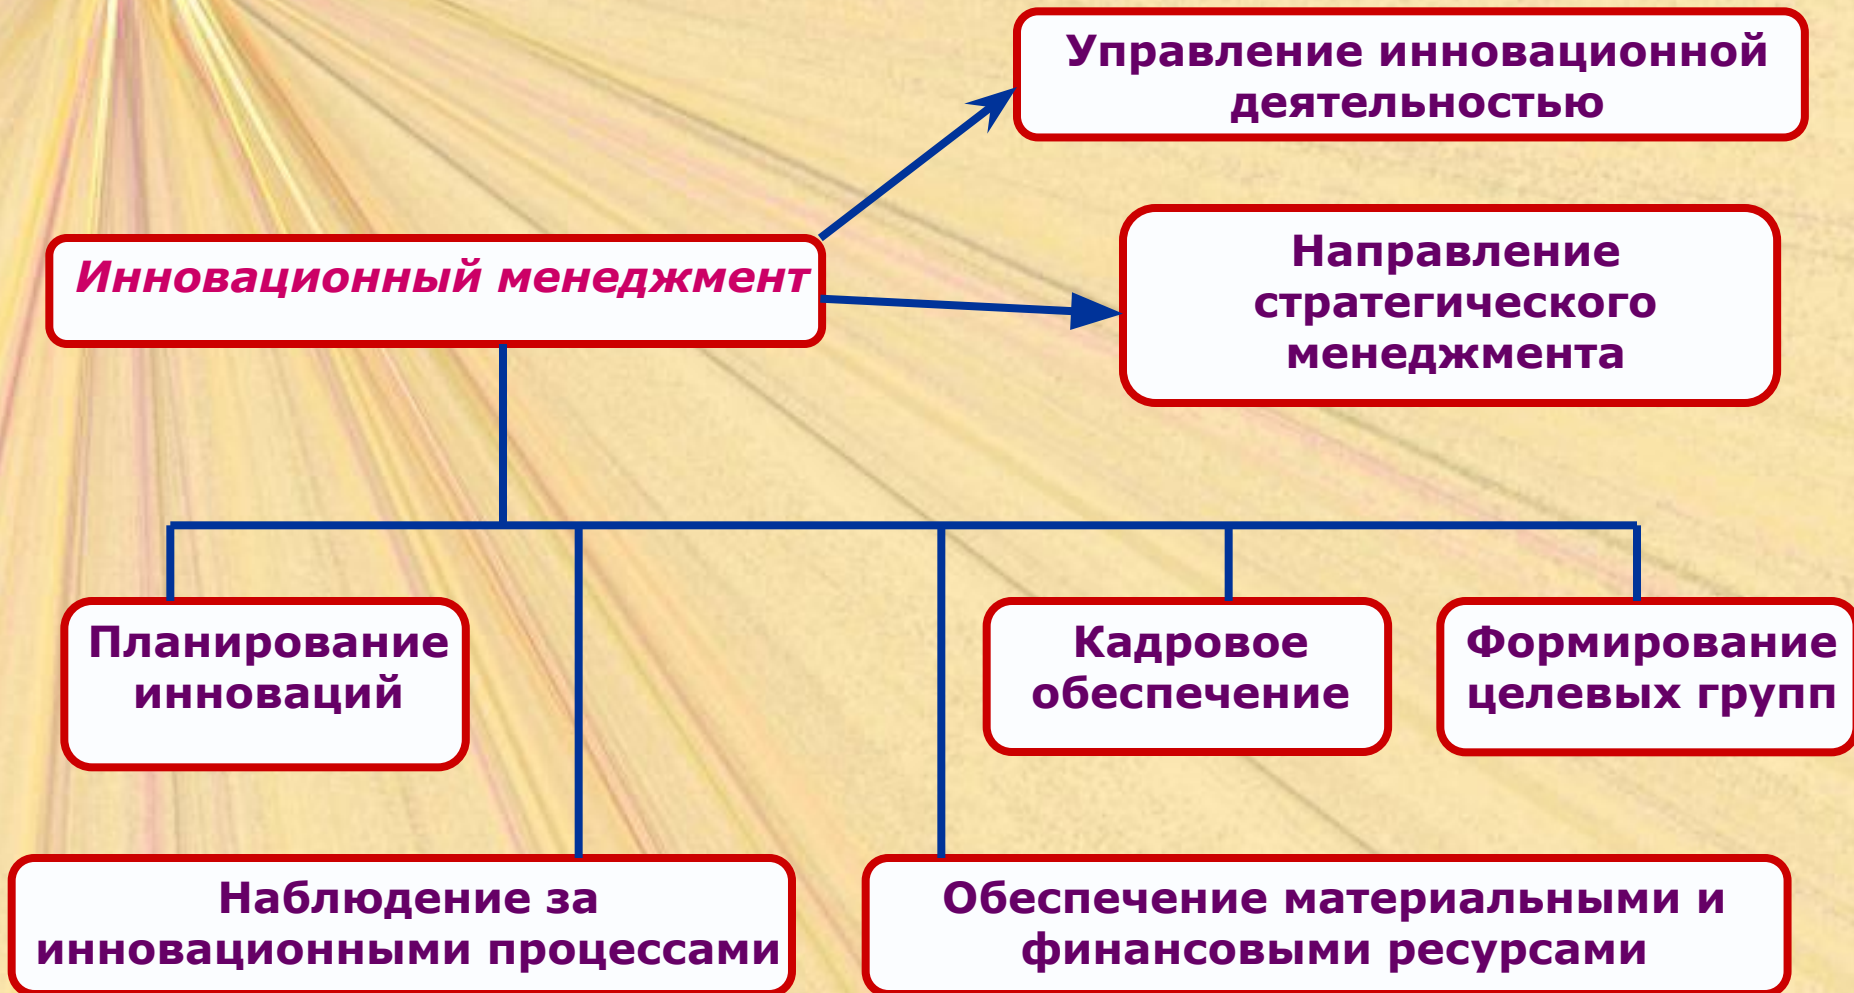 Управление инновационной
деятельностью
Инновационный менеджмент
Направление
стратегического
менеджмента
Планирование
инноваций
Кадровое
обеспечение
Формирование
целевых групп
Наблюдение за
инновационными процессами
Обеспечение материальными и
финансовыми ресурсами